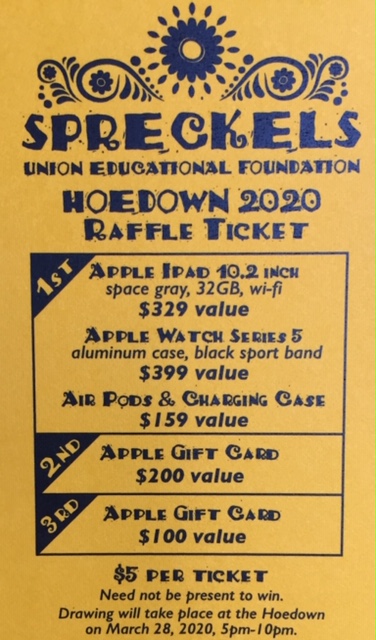 SPRECKELS
UNION EDUCATIONAL FOUNDATION
HOEDOWN 2020
RAFFLE TICKET
1ST
APPLE IPAD 10.2 INCH
space gray, 32GB, wi-fi
$329 value
APPLE WATCH SERIES 5
aluminum case, black sport band
$399 value
AIR PODS & CHARGING CASE
$159 value
2ND
APPLE GIFT CARD
$200 value
3RD
APPLE GIFT CARD
$100 value
$5 PER TICKET
Need not be present to win.
Drawing will take place at the Hoedown
on March 28, 2020, 5pm-10pm.